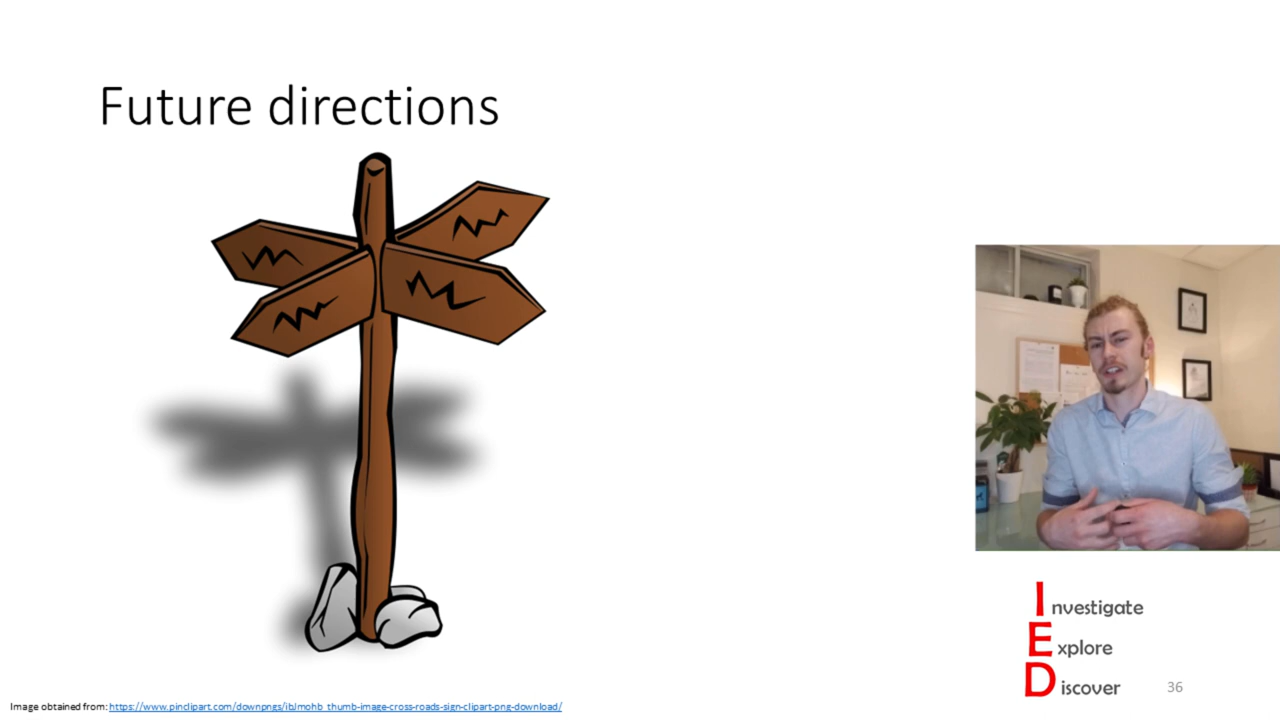 Future directions
Investigate
Explore
Discover
36
Image obtained from: https://www.pinclipart.com/downpngs/ibJmohb_thumb-image-cross-roads-sign-clipart-png-download/